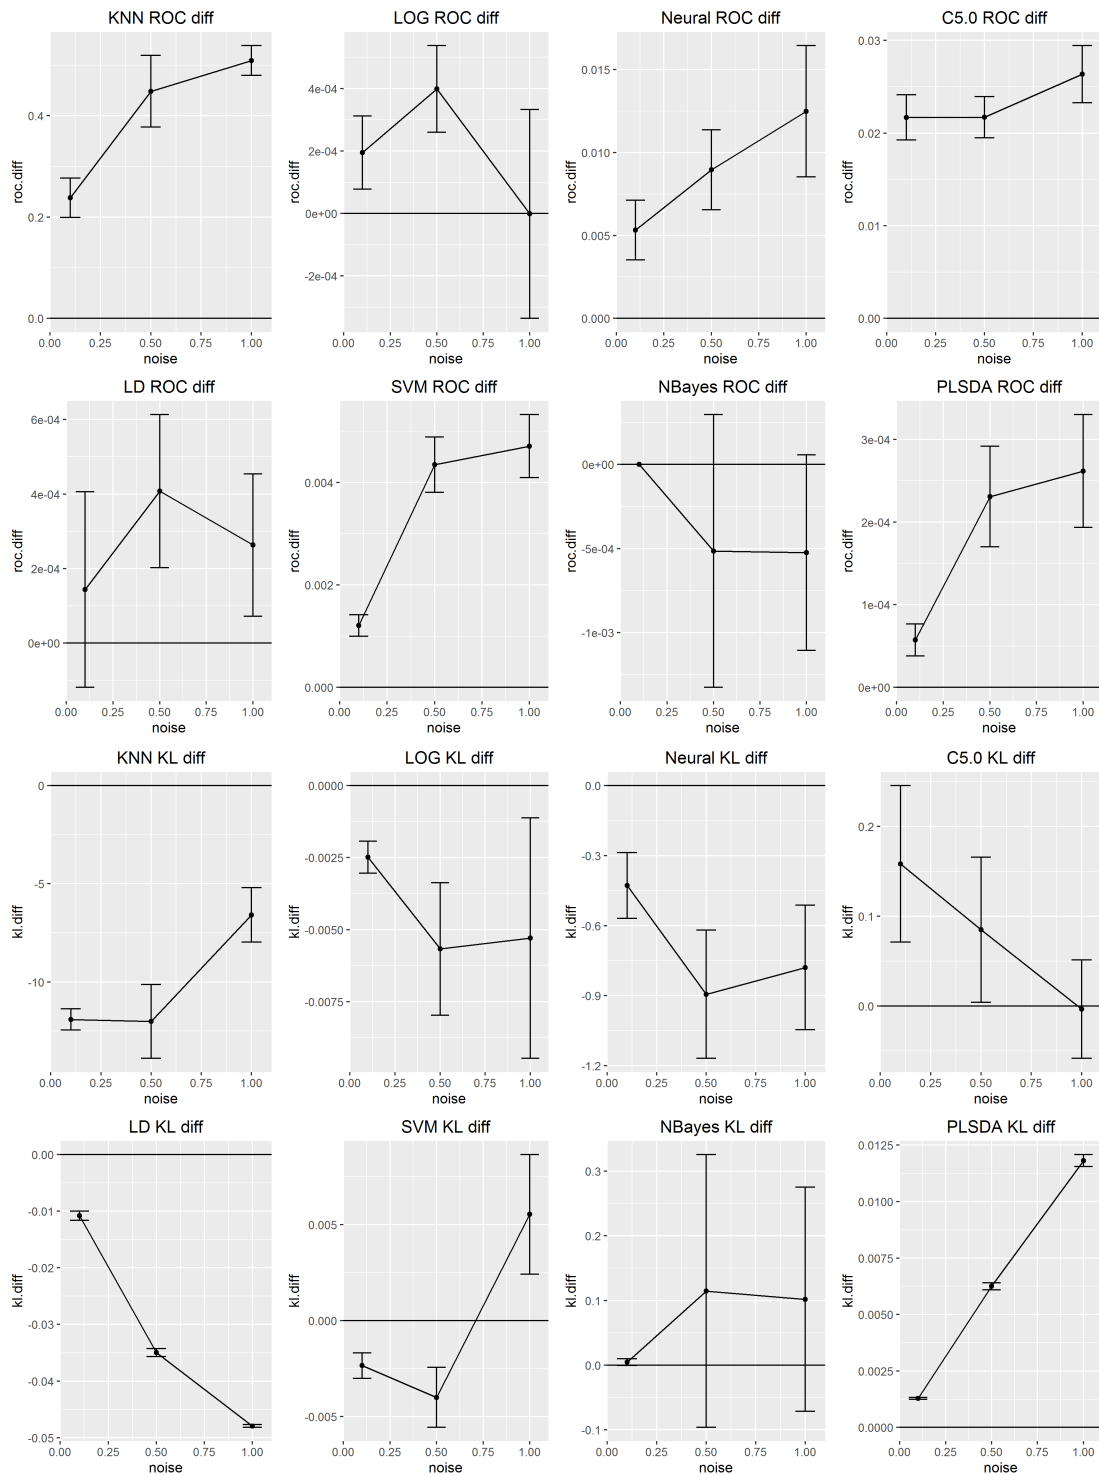 KNN ROC diff
roc.diff
0.4
0.2
0.0
0.00 0.25 0.50 0.75 1.00
noise
LOG ROC diff
roc.diff
4e-04
2e-04
0e+00
-2e-04
0.00 0.25 0.50 0.75 1.00
noise
Neural ROC diff
roc.diff
0.015
0.010
0.005
0.000
0.00 0.25 0.50 0.75 1.00
noise
C5.0 ROC diff
roc.diff
0.03
0.02
0.01
0.00
0.00 0.25 0.50 0.75 1.00
noise
LD ROC diff
roc.diff
6e-04
4e-04
2e-04
0e+00
0.00 0.25 0.50 0.75 1.00
noise
SVM ROC diff
roc.diff
0.004
0.002
0.000
0.00 0.25 0.50 0.75 1.00
noise
NBayes ROC diff
roc.diff
0e+00
-5e-04
-1e-03
0.00 0.25 0.50 0.75 1.00
noise
PLSDA ROC diff
roc.diff
3e-04
2e-04
1e-04
0e+00
0.00 0.25 0.50 0.75 1.00
noise
KNN KL diff
kl.diff
0
-5
-10
0.00 0.25 0.50 0.75 1.00
noise
LOG KL diff
kl.diff
0.0000
-0.0025
-0.0050
-0.0075
0.00 0.25 0.50 0.75 1.00
noise
Neural KL diff
kl.diff
0.0
-0.3
-0.6
-0.9
-1.2
0.00 0.25 0.50 0.75 1.00
noise
C5.0 KL diff
kl.diff
0.2
0.1
0.0
0.00 0.25 0.50 0.75 1.00
noise
LD KL diff
kl.diff
0.00
-0.01
-0.02
-0.03
-0.04
-0.05
0.00 0.25 0.50 0.75 1.00
noise
SVM KL diff
kl.diff
0.005
0.000
-0.005
0.00 0.25 0.50 0.75 1.00
noise
NBayes KL diff
kl.diff
0.3
0.2
0.1
0.0
-0.1
0.00 0.25 0.50 0.75 1.00
noise
PLSDA KL diff
kl.diff
0.0125
0.0100
0.0075
0.0050
0.0025
0.0000
0.00 0.25 0.50 0.75 1.00
noise